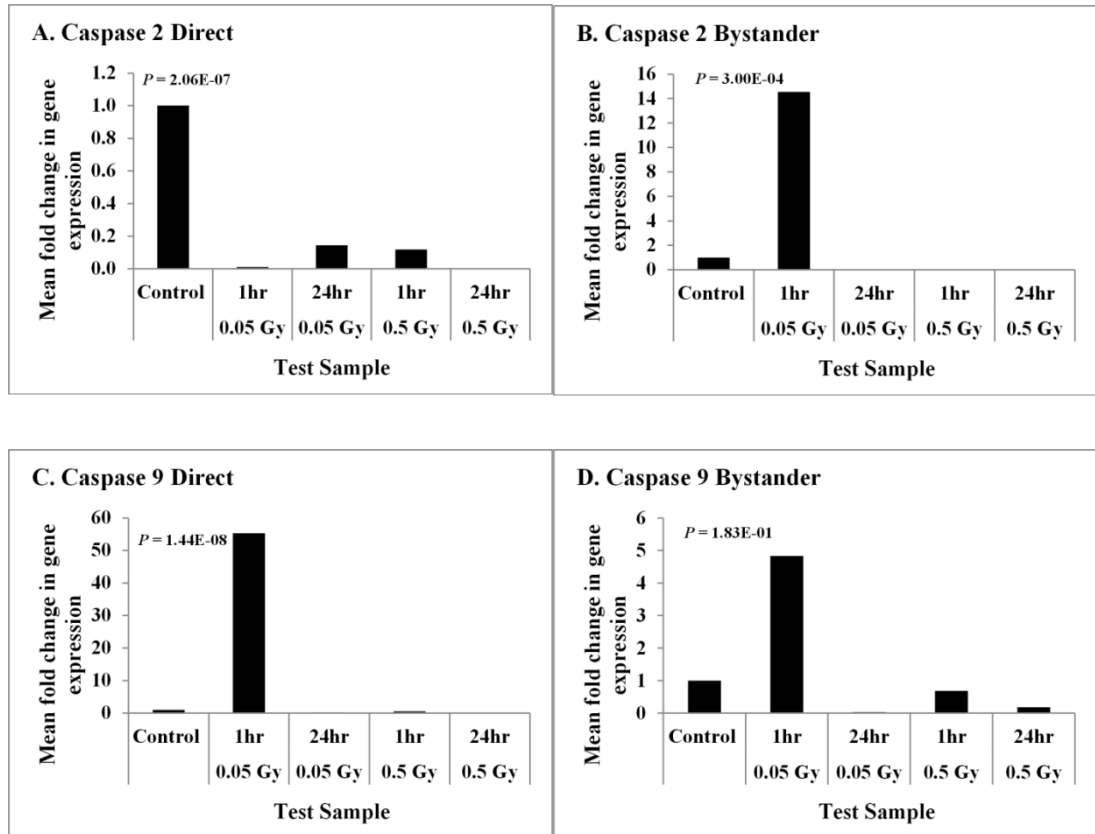 A. Caspase 2 Direct
P = 2.06E-07
Mean fold change in gene
expression
1.2
1.0
0.8
0.6
0.4
0.2
0.0
Control 1hr 24hr 1hr 24hr
0.05 Gy 0.05 Gy 0.5 Gy 0.5 Gy
Test Sample
B. Caspase 2 Bystander
P = 3.00E-04
Mean fold change in gene
expression
16
14
12
10
8
6
4
2
0
Control 1hr 24hr 1hr 24hr
0.05 Gy 0.05 Gy 0.5 Gy 0.5 Gy
Test Sample
C. Caspase 9 Direct
P = 1.44E-08
Mean fold change in gene
expression
60
50
40
30
20
10
0
Control 1hr 24hr 1hr 24hr
0.05 Gy 0.05 Gy 0.5 Gy 0.5 Gy
Test Sample
D. Caspase 9 Bystander
P = 1.83E-01
Mean fold change in gene
expression
6
5
4
3
2
1
0
Control 1hr 24hr 1hr 24hr
0.05 Gy 0.05 Gy 0.5 Gy 0.5 Gy
Test Sample